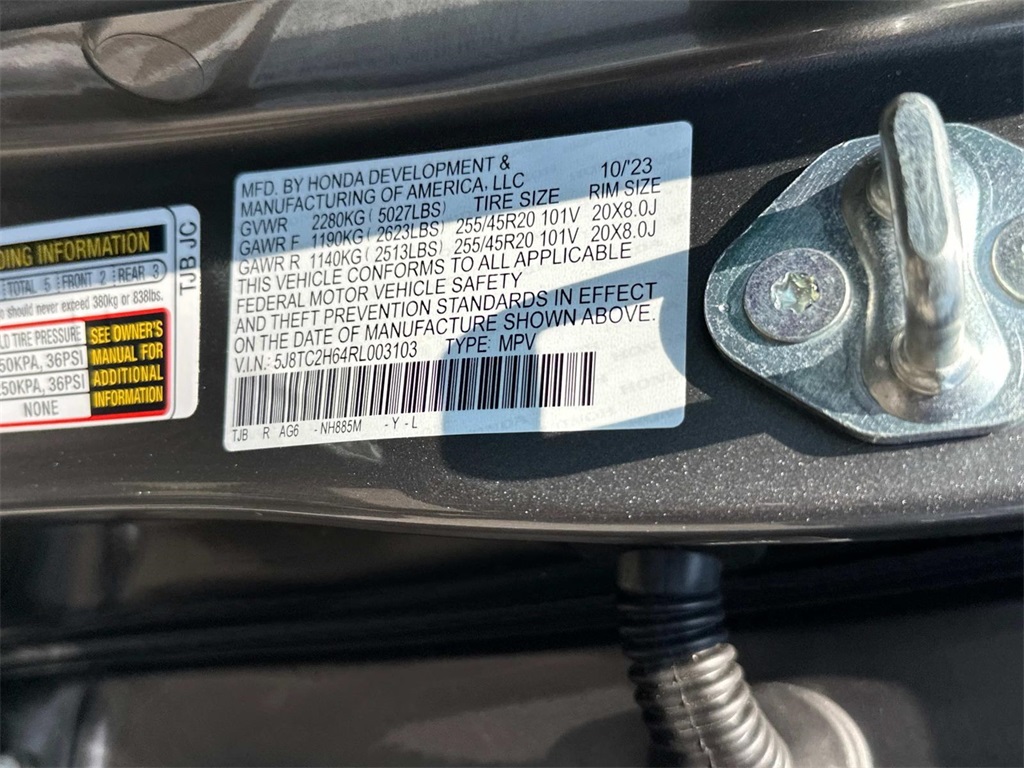 DING INFORMATION
TOTAL 5 FRONT 2 REAR 3
should never exceed 380kg or 838lbs.
LD TIRE PRESSURE
50KPA, 36PSI
50KPA, 36PSI
NONE
SEE OWNER'S
MANUAL FOR
ADDITIONAL
INFORMATION
TJB JC
MFD. BY HONDA DEVELOPMENT & 10/'23
MANUFACTURING OF AMERICA, LLC
GVWR 2280KG (5027LBS) TIRE SIZE RIM SIZE
GAWR F 1190KG (2623LBS) 255/45R20 101V 20X8.0J
GAWR R 1140KG (2513LBS) 255/45R20 101V 20X8.0J
THIS VEHICLE CONFORMS TO ALL APPLICABLE
FEDERAL MOTOR VEHICLE SAFETY
AND THEFT PREVENTION STANDARDS IN EFFECT
ON THE DATE OF MANUFACTURE SHOWN ABOVE.
V.I.N: 5J8TC2H64RL003103 TYPE: MPV
TJB R AG6 -NH885M -Y-L